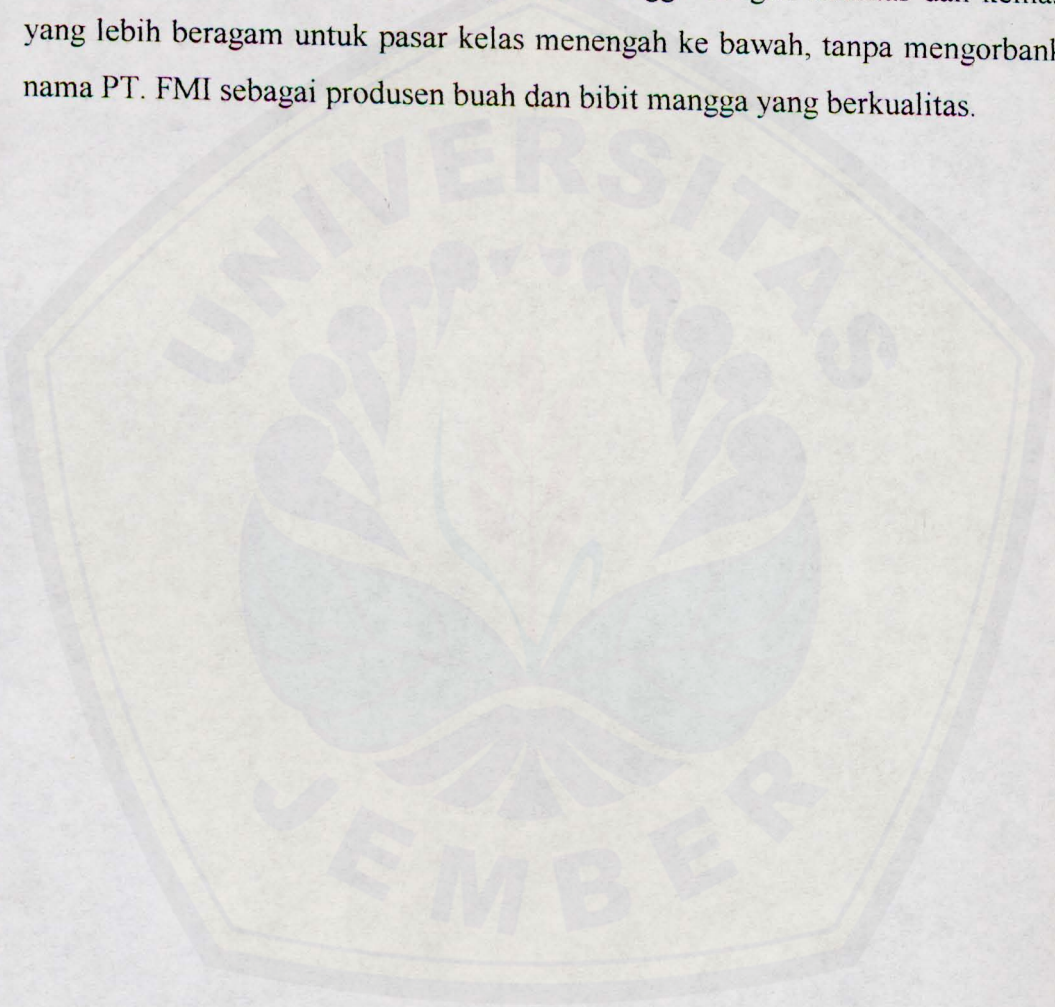 yang lebih beragam untuk pasar kelas menengah ke bawah, tanpa mengorbank
nama PT. FMI sebagai produsen buah dan bibit mangga yang berkualitas.
UNIVERSITAS
JEMBER